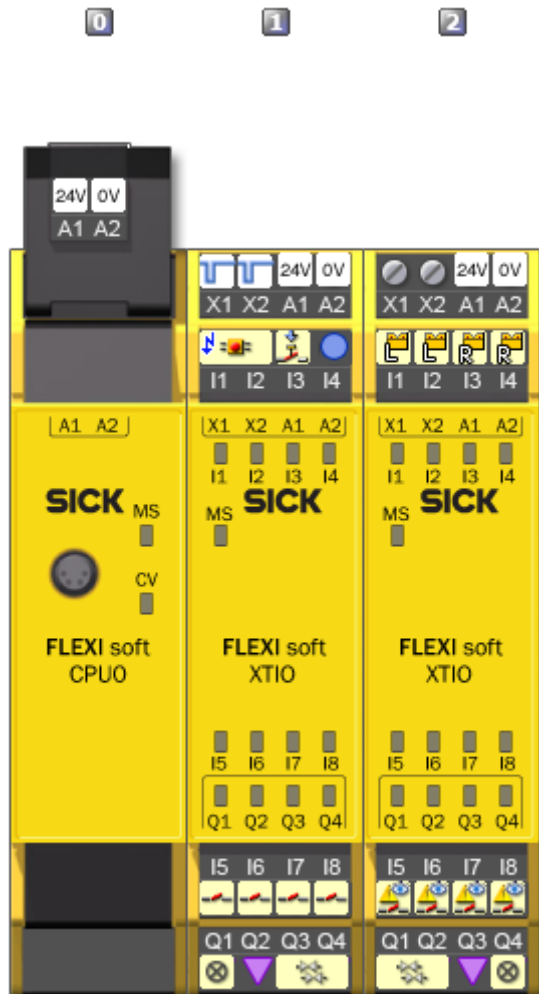 0 1 2
24V 0V
A1 A2
24V 0V
X1 X2 A1 A2
24V 0V
X1 X2 A1 A2
N
I1 I2 I3 I4
L L R R
I1 I2 I3 I4
A1 A2
SICK
MS
CV
FLEXI soft
CPU0
X1 X2 A1 A2
I1 I2 I3 I4
MS SICK
FLEXI soft
XTIO
I5 I6 I7 I8
Q1 Q2 Q3 Q4
X1 X2 A1 A2
I1 I2 I3 I4
MS SICK
FLEXI soft
XTIO
I5 I6 I7 I8
Q1 Q2 Q3 Q4
I5 I6 I7 I8
Q1 Q2 Q3 Q4
I5 I6 I7 I8
Q1 Q2 Q3 Q4